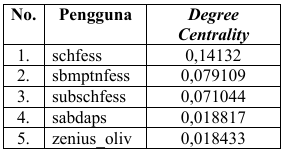 No. Pengguna Degree
Centrality
1. schfess 0,14132
2. sbmptnfess 0,079109
3. subschfess 0,071044
4. sabdaps 0,018817
5. zenius_oliv 0,018433